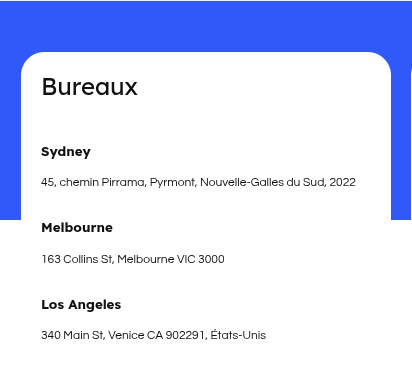 Bureaux
Sydney
45, chemin Pirrama, Pyrmont, Nouvelle-Galles du Sud, 2022
Melbourne
163 Collins St, Melbourne VIC 3000
Los Angeles
340 Main St, Venice CA 902291, États-Unis